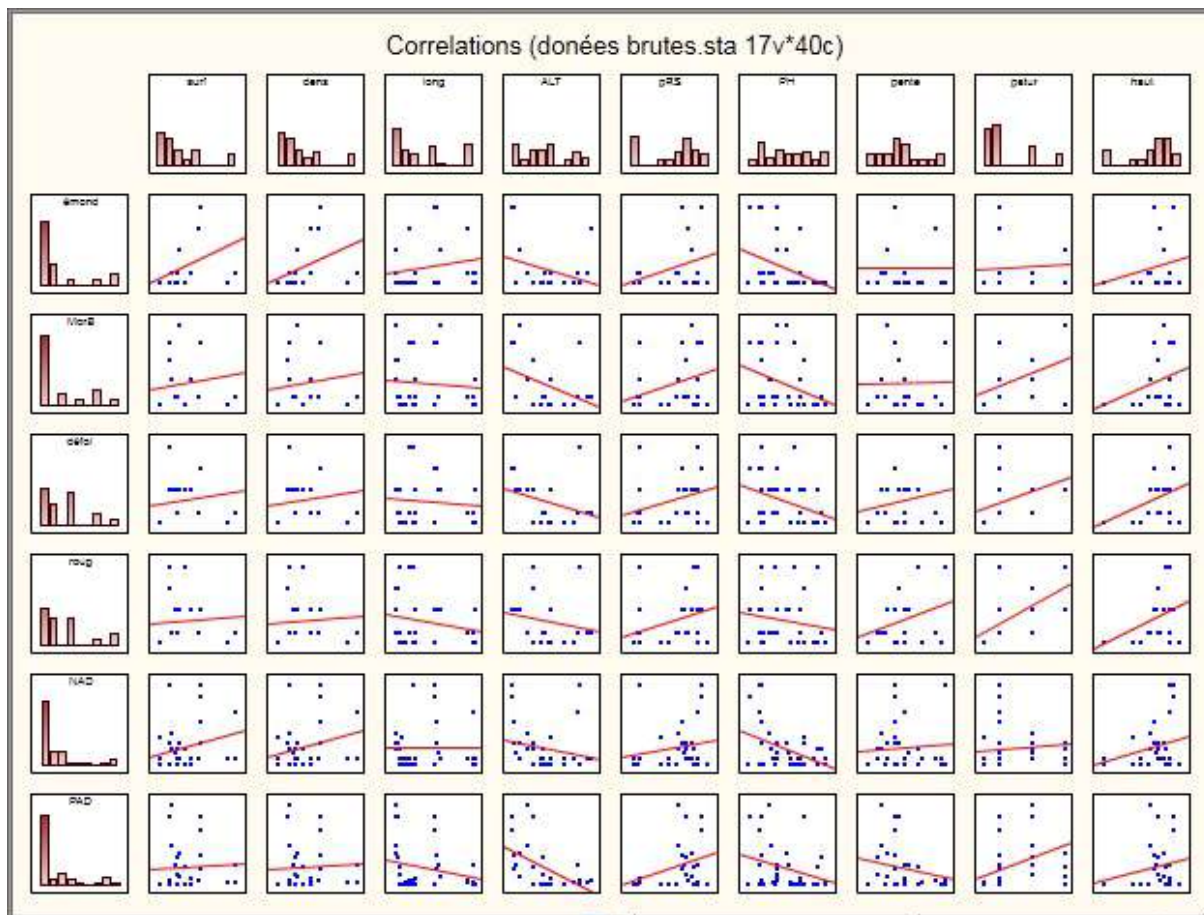 Correlations (donées brutes.sta 17v*40c)
surf dens long ALT pRS PH pente patur haut
émond
MorB
défol
roug
NAD
PAD